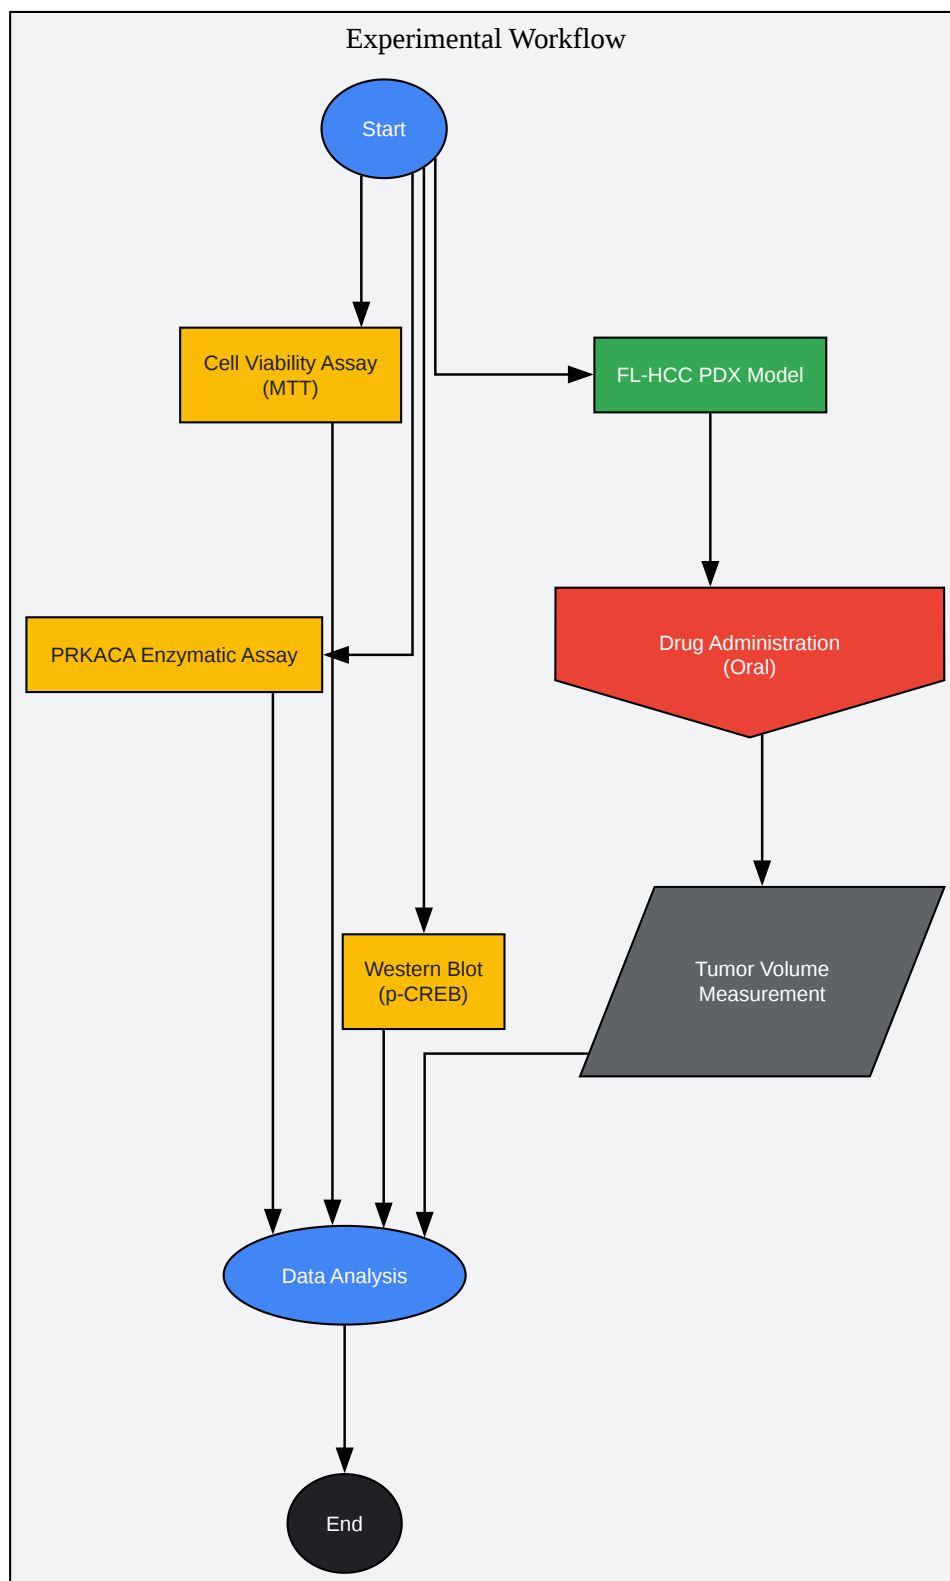 Experimental Workflow
Start
Cell Viability Assay
(MTT)
FL-HCC PDX Model
PRKACA Enzymatic Assay
Drug Administration
(Oral)
Western Blot
(p-CREB)
Tumor Volume
Measurement
Data Analysis
End